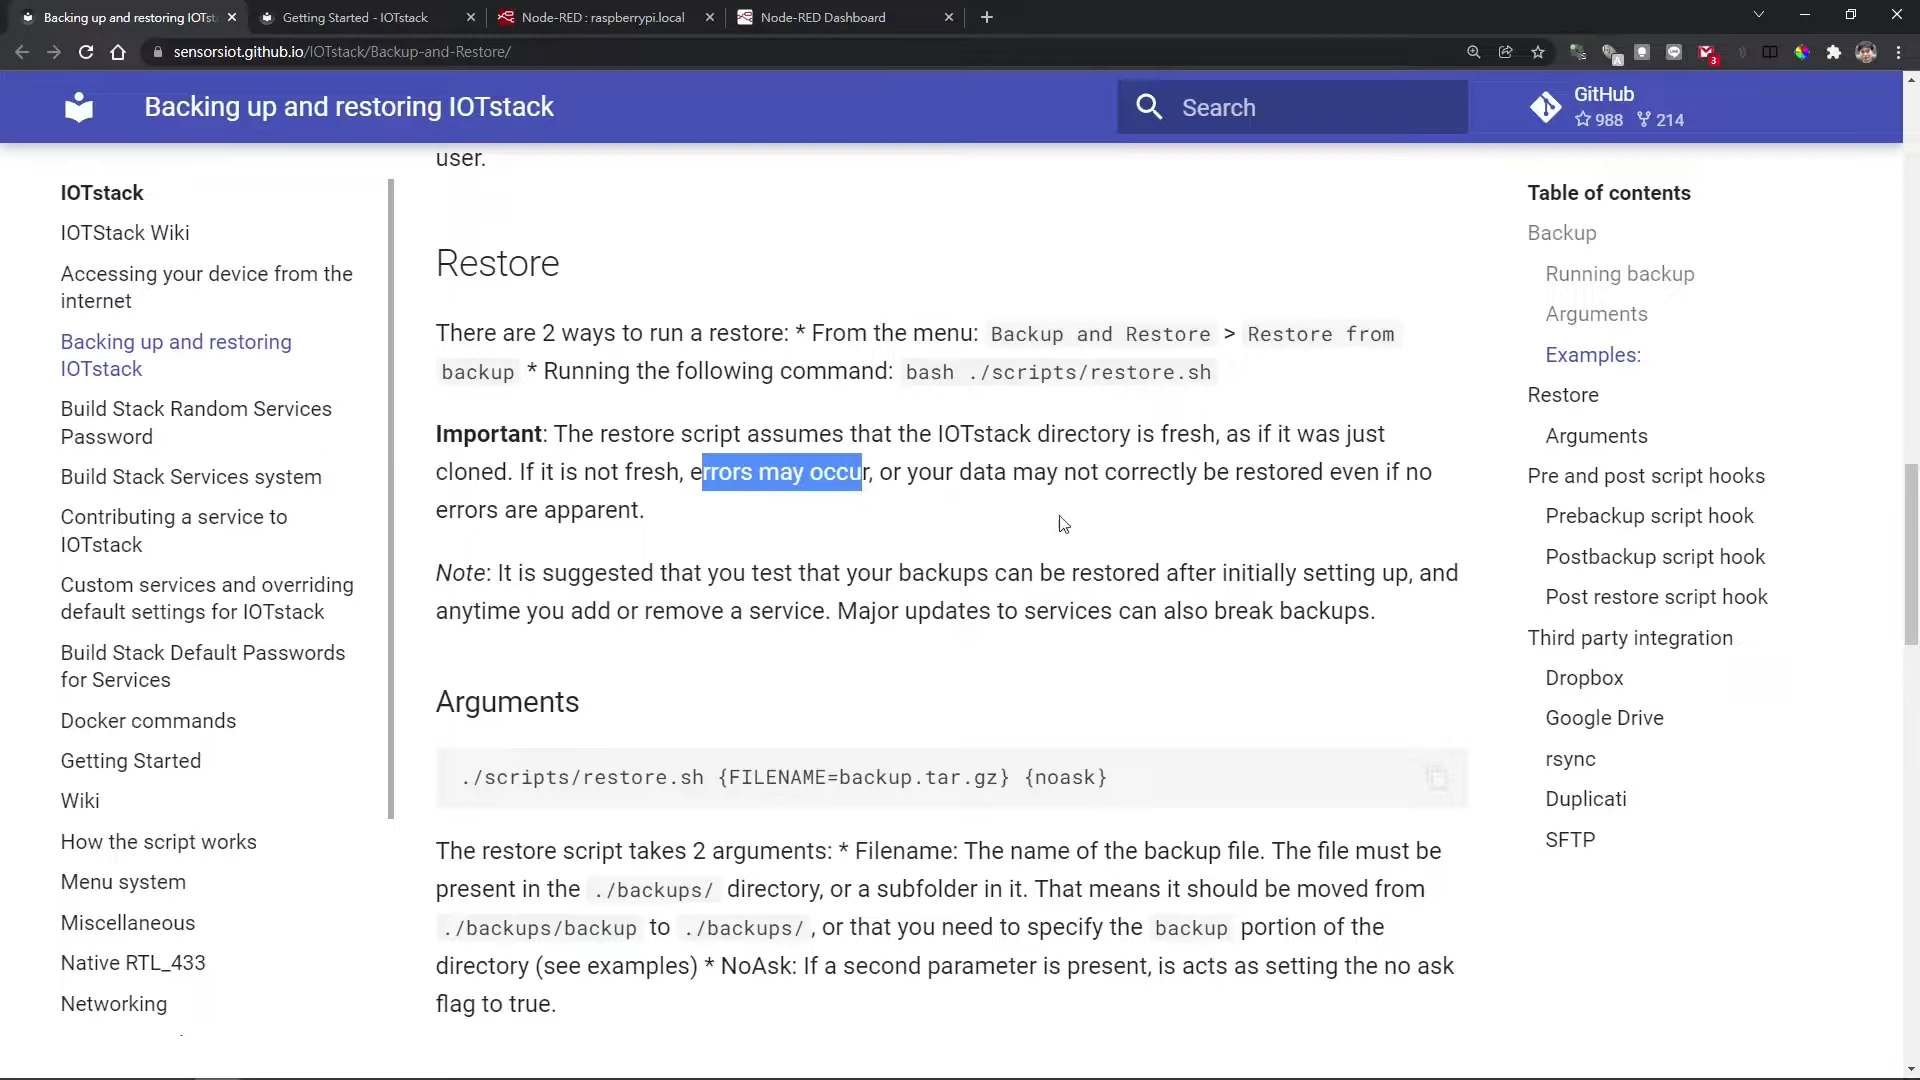 Backing up and restoring IOTst
Getting Started - IOTstack
Node-RED : raspberrypi.local
Node-RED Dashboard
sensorsiot.github.io/IOTstack/Backup-and-Restore/
A
3
Backing up and restoring IOTstack
Search
GitHub
988 214
IOTstack
IOTStack Wiki
Accessing your device from the
internet
Backing up and restoring
IOTstack
Build Stack Random Services
Password
Build Stack Services system
Contributing a service to
IOTstack
Custom services and overriding
default settings for IOTstack
Build Stack Default Passwords
for Services
Docker commands
Getting Started
Wiki
How the script works
Menu system
Miscellaneous
Native RTL_433
Networking
user.
Restore
There are 2 ways to run a restore: * From the menu: Backup and Restore > Restore from
backup * Running the following command: bash ./scripts/restore.sh
Important: The restore script assumes that the IOTstack directory is fresh, as if it was just
cloned. If it is not fresh, errors may occur, or your data may not correctly be restored even if no
errors are apparent.
Note: It is suggested that you test that your backups can be restored after initially setting up, and
anytime you add or remove a service. Major updates to services can also break backups.
Arguments
./scripts/restore.sh {FILENAME=backup.tar.gz} {noask}
The restore script takes 2 arguments: * Filename: The name of the backup file. The file must be
present in the ./backups/ directory, or a subfolder in it. That means it should be moved from
./backups/backup to ./backups/, or that you need to specify the backup portion of the
directory (see examples) * NoAsk: If a second parameter is present, is acts as setting the no ask
flag to true.
Table of contents
Backup
Running backup
Arguments
Examples:
Restore
Arguments
Pre and post script hooks
Prebackup script hook
Postbackup script hook
Post restore script hook
Third party integration
Dropbox
Google Drive
rsync
Duplicati
SFTP